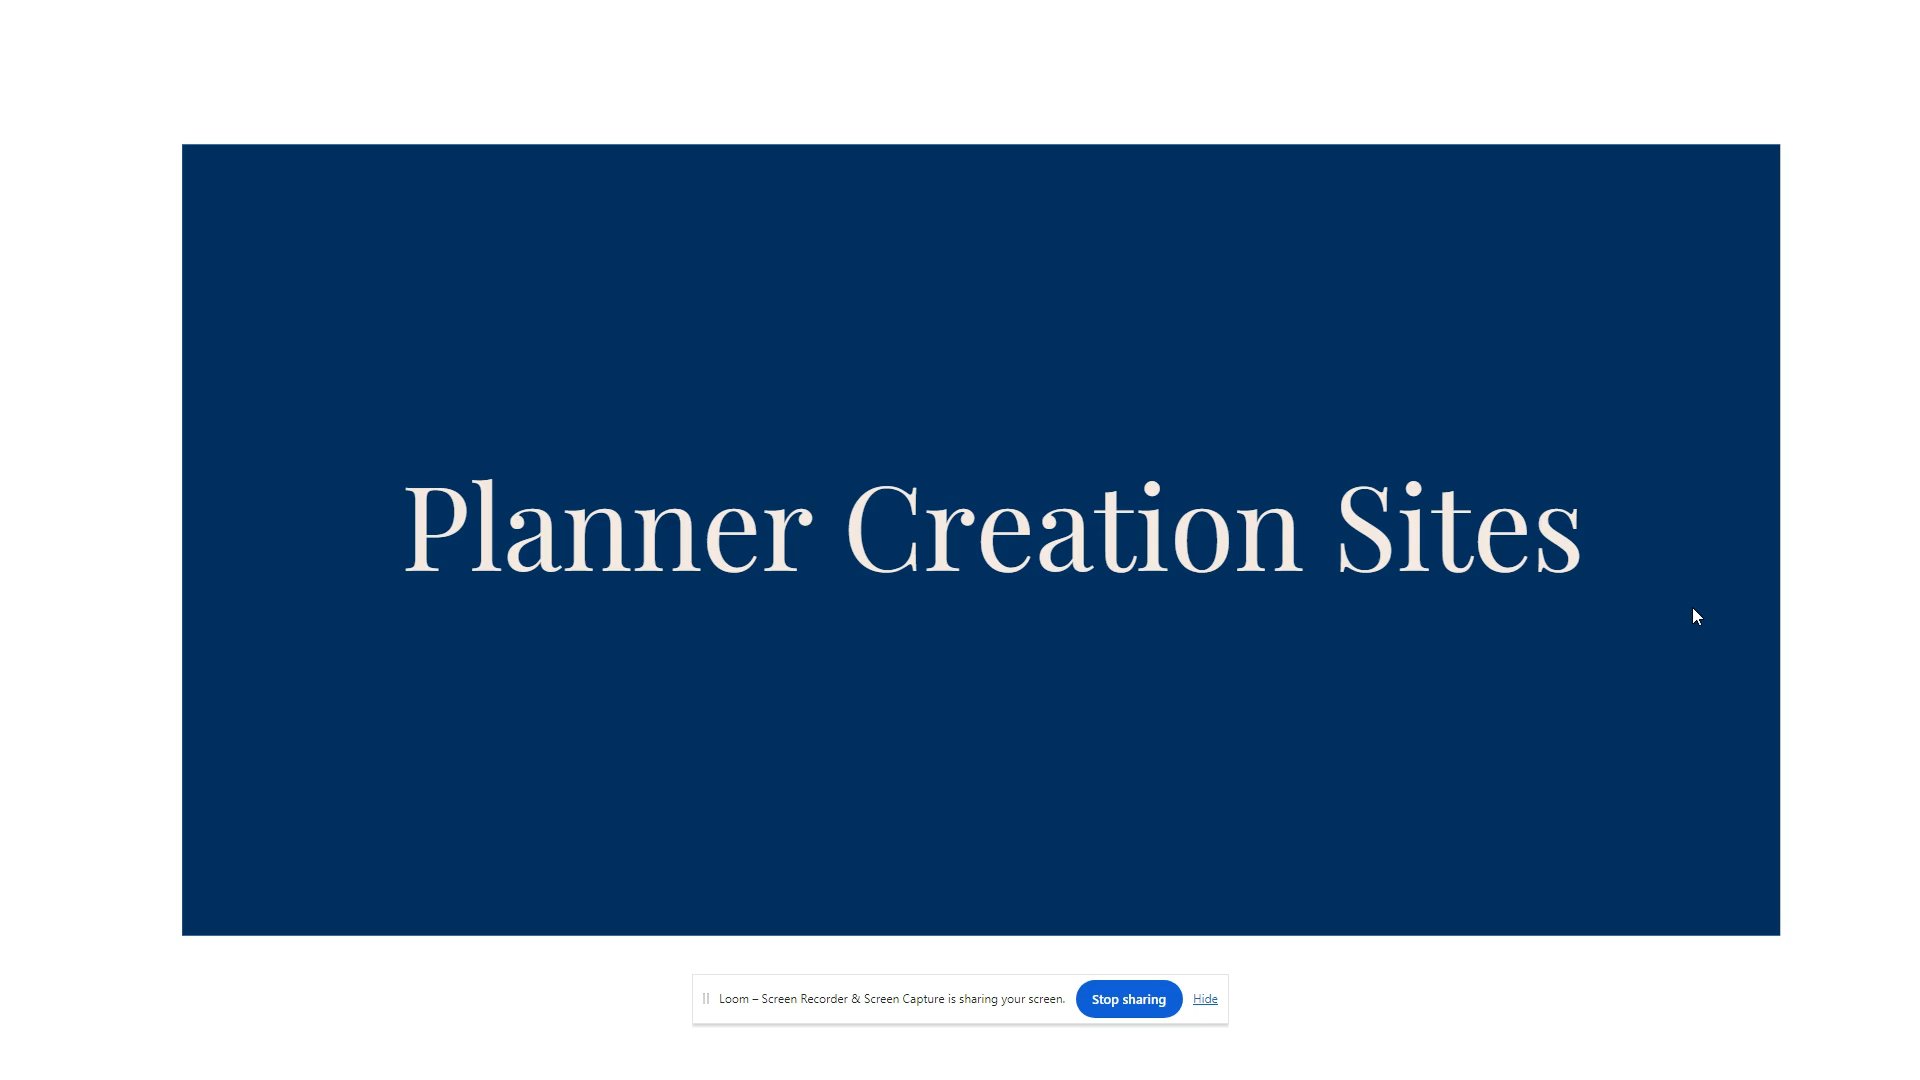 Planner Creation Sites
Loom – Screen Recorder & Screen Capture is sharing your screen. Stop sharing Hide